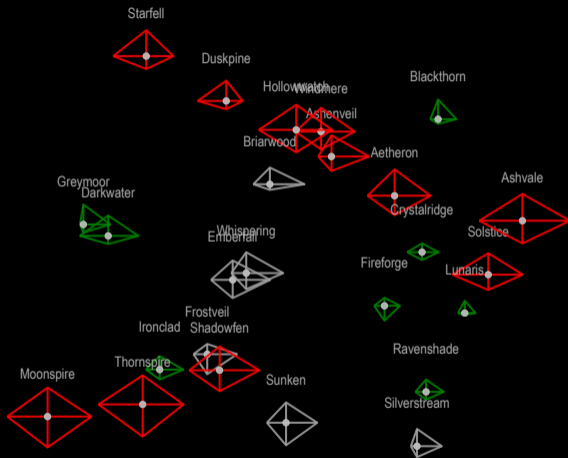 Starfell
Duskpine
Blackthorn
Hollowwatch
Windmere
Ashenveil
Briarwood
Aetheron
Ashvale
Greymoor
Darkwater
Crystalridge
Solstice
Whispering
Emberfall
Fireforge
Lunaris
Frostveil
Ironclad
Shadowfen
Ravenshade
Thornspire
Moonspire
Sunken
Silverstream